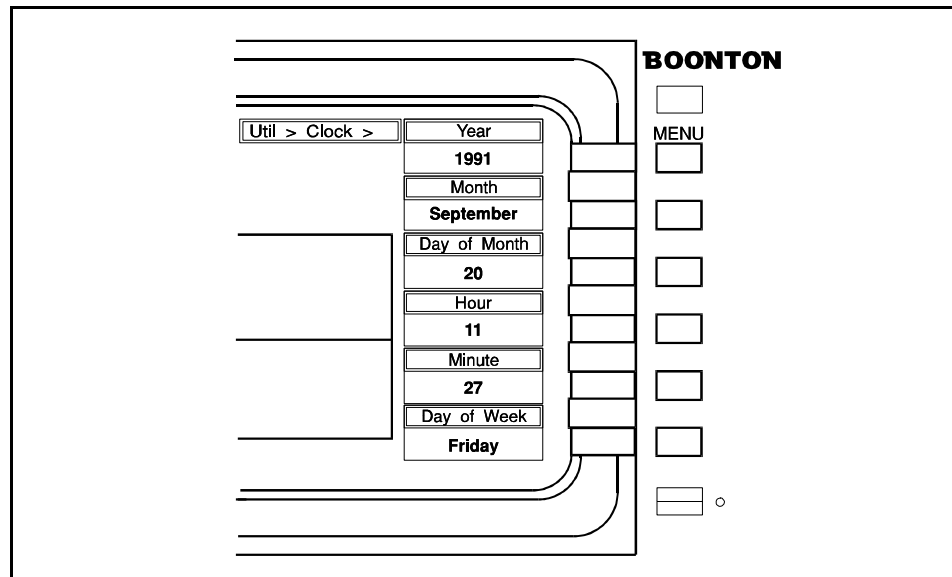 BOONTON
MENU
Util > Clock >
Year
1991
Month
September
Day of Month
20
Hour
11
Minute
27
Day of Week
Friday